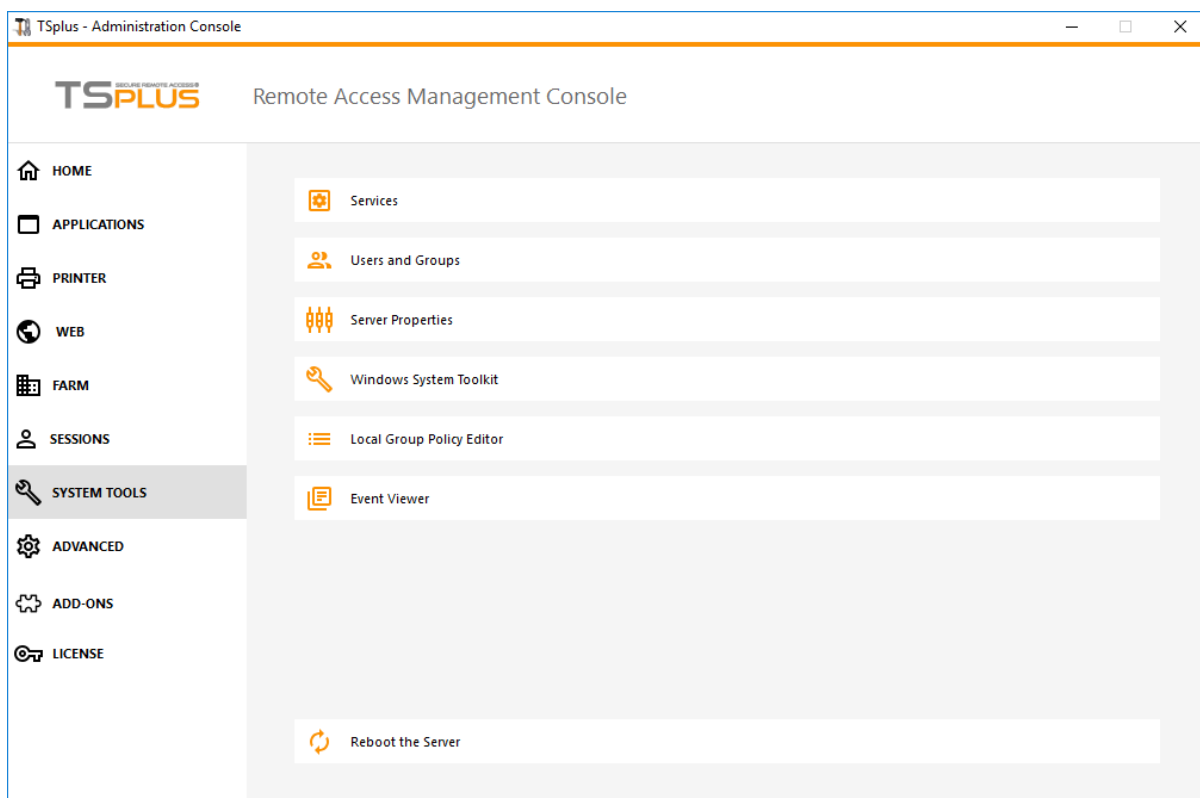 TSplus - Administration Console
SECURE REMOTE ACCESS
TSPLUS
Remote Access Management Console
HOME
APPLICATIONS
PRINTER
WEB
FARM
SESSIONS
SYSTEM TOOLS
ADVANCED
ADD-ONS
LICENSE
Services
Users and Groups
Server Properties
Windows System Toolkit
Local Group Policy Editor
Event Viewer
Reboot the Server